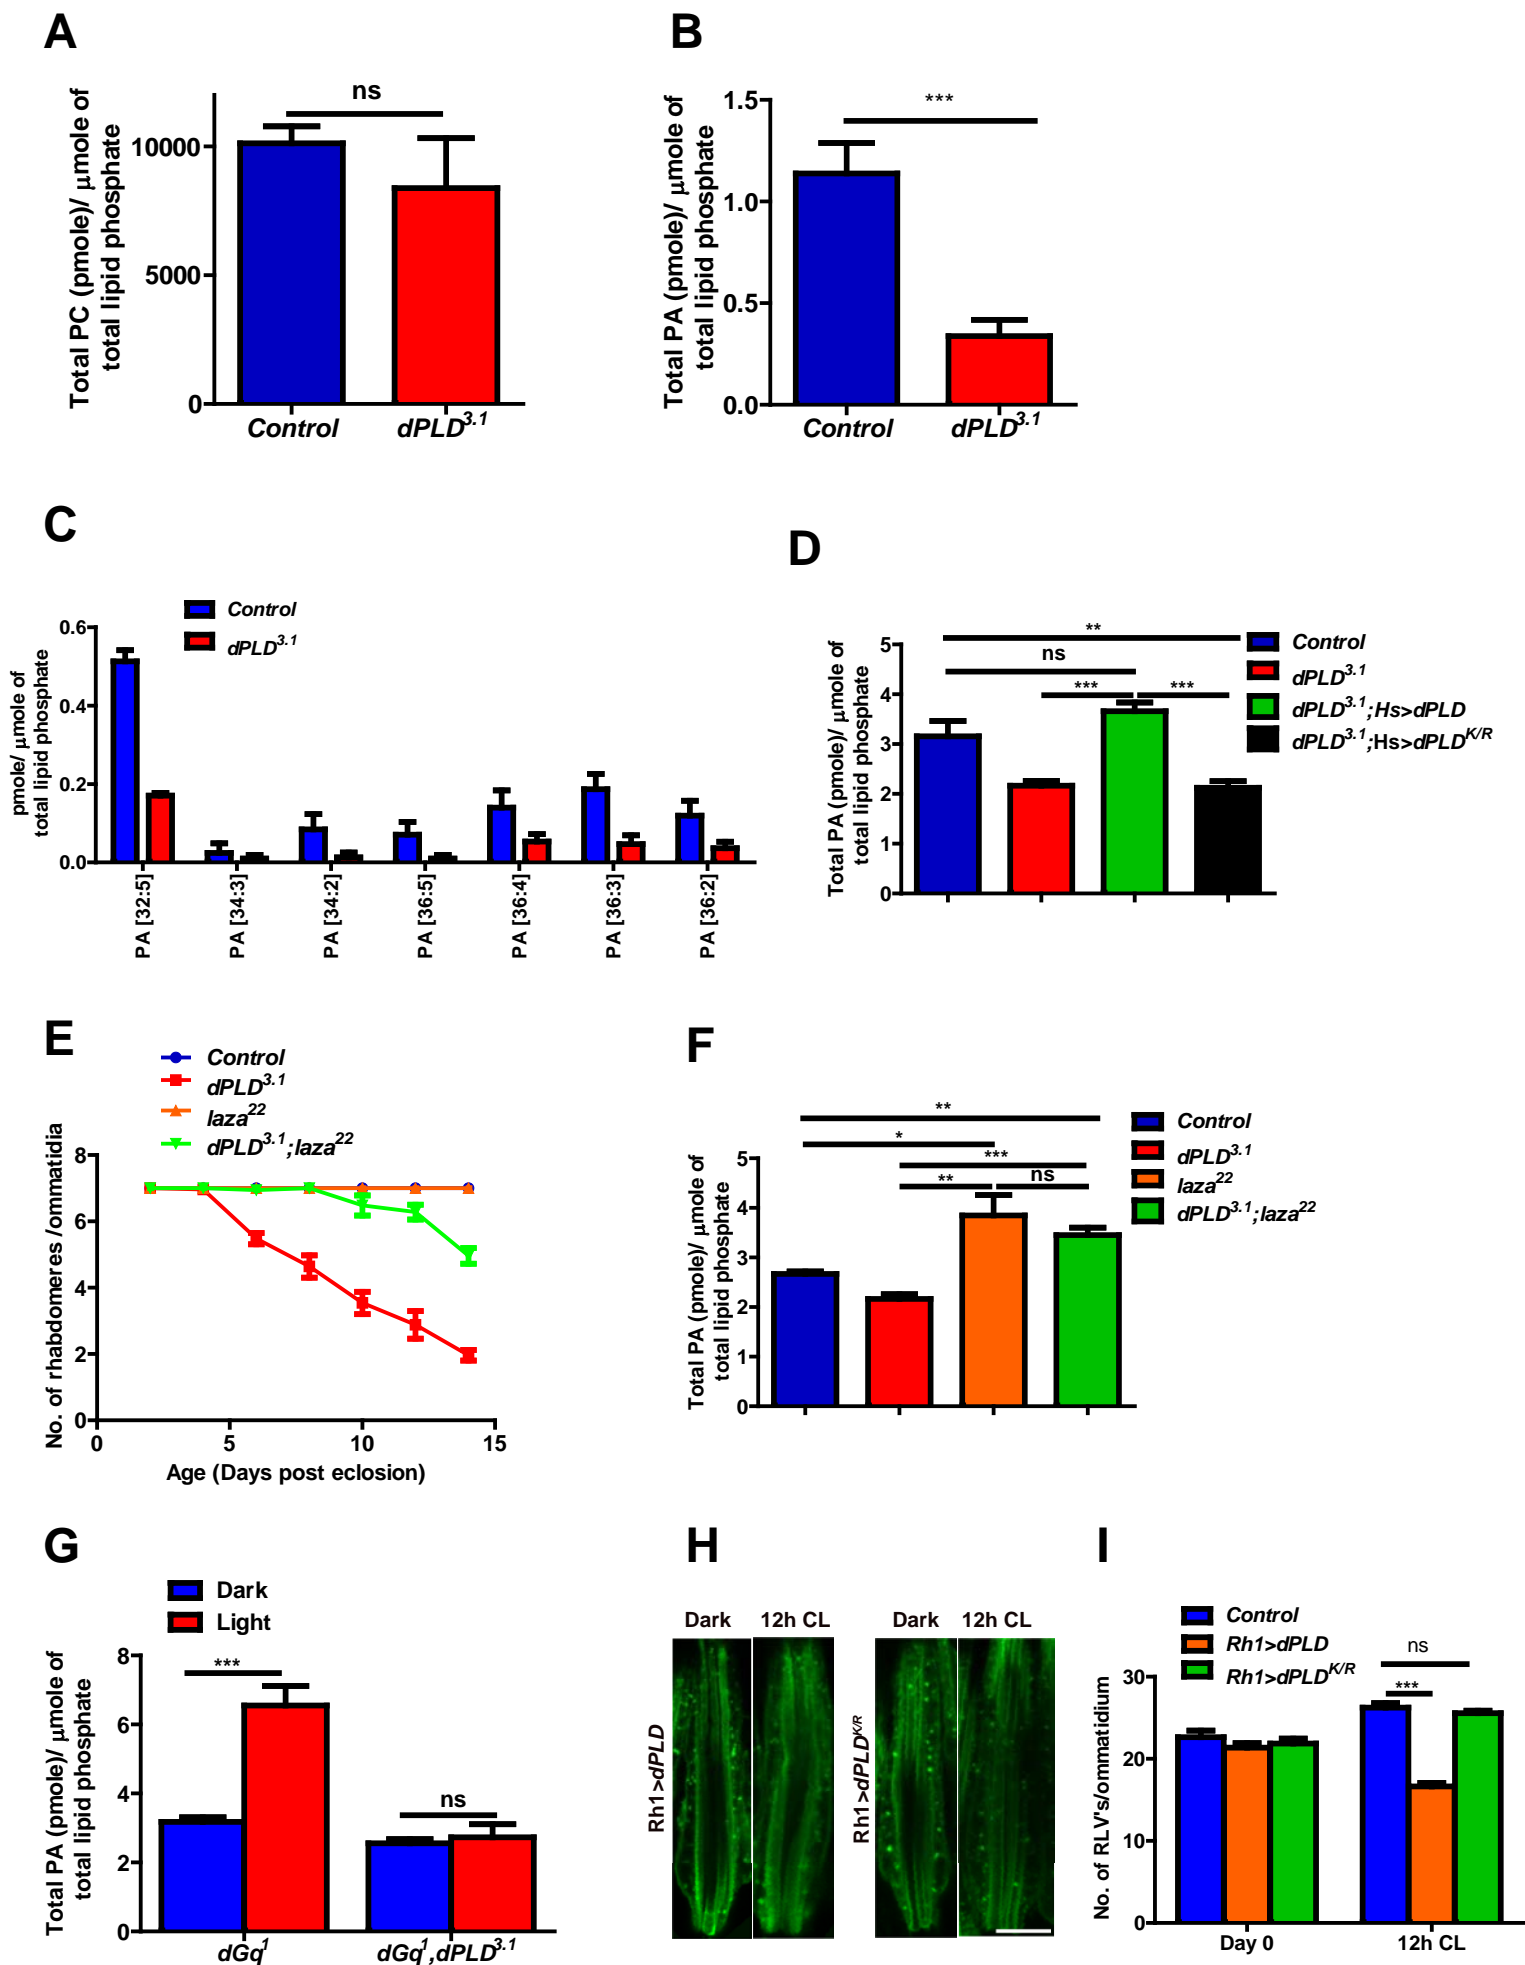 A
ns
Total PC (pmole)/ μmole of
total lipid phosphate
10000
5000
0
Control
dPLD3.1
B
***
Total PA (pmole)/ μmole of
total lipid phosphate
1.5
1.0
0.5
0.0
Control
dPLD3.1
C
Control
dPLD3.1
pmole/ μmole of
total lipid phosphate
0.6
0.4
0.2
0.0
PA [32:5]
PA [34:3]
PA [34:2]
PA [36:5]
PA [36:4]
PA [36:3]
PA [36:2]
D
**
ns
***
***
Total PA (pmole)/ μmole of
total lipid phosphate
5
4
3
2
1
0
Control
dPLD3.1
dPLD3.1;Hs>dPLD
dPLD3.1;Hs>dPLDK/R
E
Control
dPLD3.1
laza22
dPLD3.1;laza22
No. of rhabdomeres /ommatidia
8
6
4
2
0
0
5
10
15
Age (Days post eclosion)
F
**
*
***
**
ns
Total PA (pmole)/ μmole of
total lipid phosphate
5
4
3
2
1
0
Control
dPLD3.1
laza22
dPLD3.1;laza22
G
Dark
Light
Total PA (pmole)/ μmole of
total lipid phosphate
8
6
4
2
0
***
ns
dGq1
dGq1,dPLD3.1
H
Dark
12h CL
Dark
12h CL
Rh1>dPLD
Rh1>dPLDK/R
I
Control
Rh1>dPLD
Rh1>dPLDK/R
ns
***
No. of RLV's/ommatidium
30
20
10
0
Day 0
12h CL